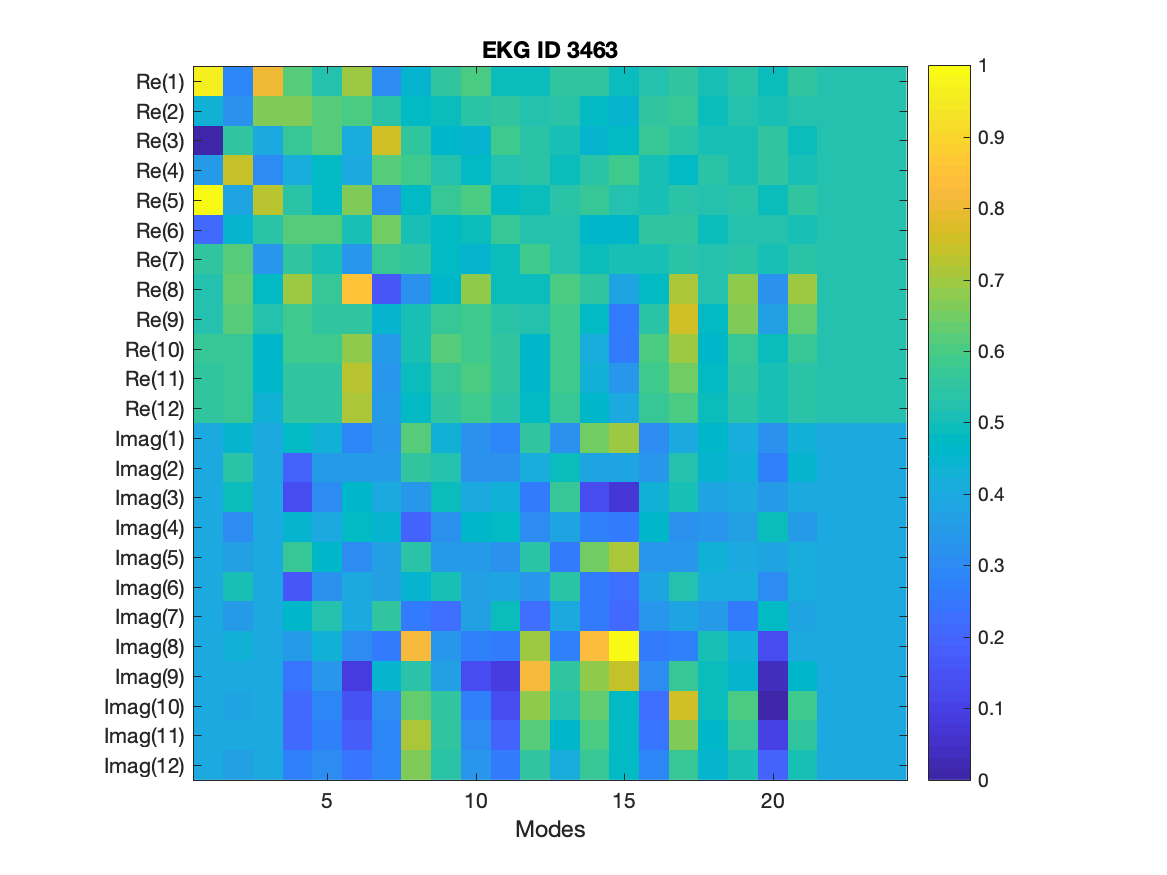 EKG ID 3463
Re(1)
Re(2)
Re(3)
Re(4)
Re(5)
Re(6)
Re(7)
Re(8)
Re(9)
Re(10)
Re(11)
Re(12)
Imag(1)
Imag(2)
Imag(3)
Imag(4)
Imag(5)
Imag(6)
Imag(7)
Imag(8)
Imag(9)
Imag(10)
Imag(11)
Imag(12)
5 10 15 20
Modes
1
0.9
0.8
0.7
0.6
0.5
0.4
0.3
0.2
0.1
0